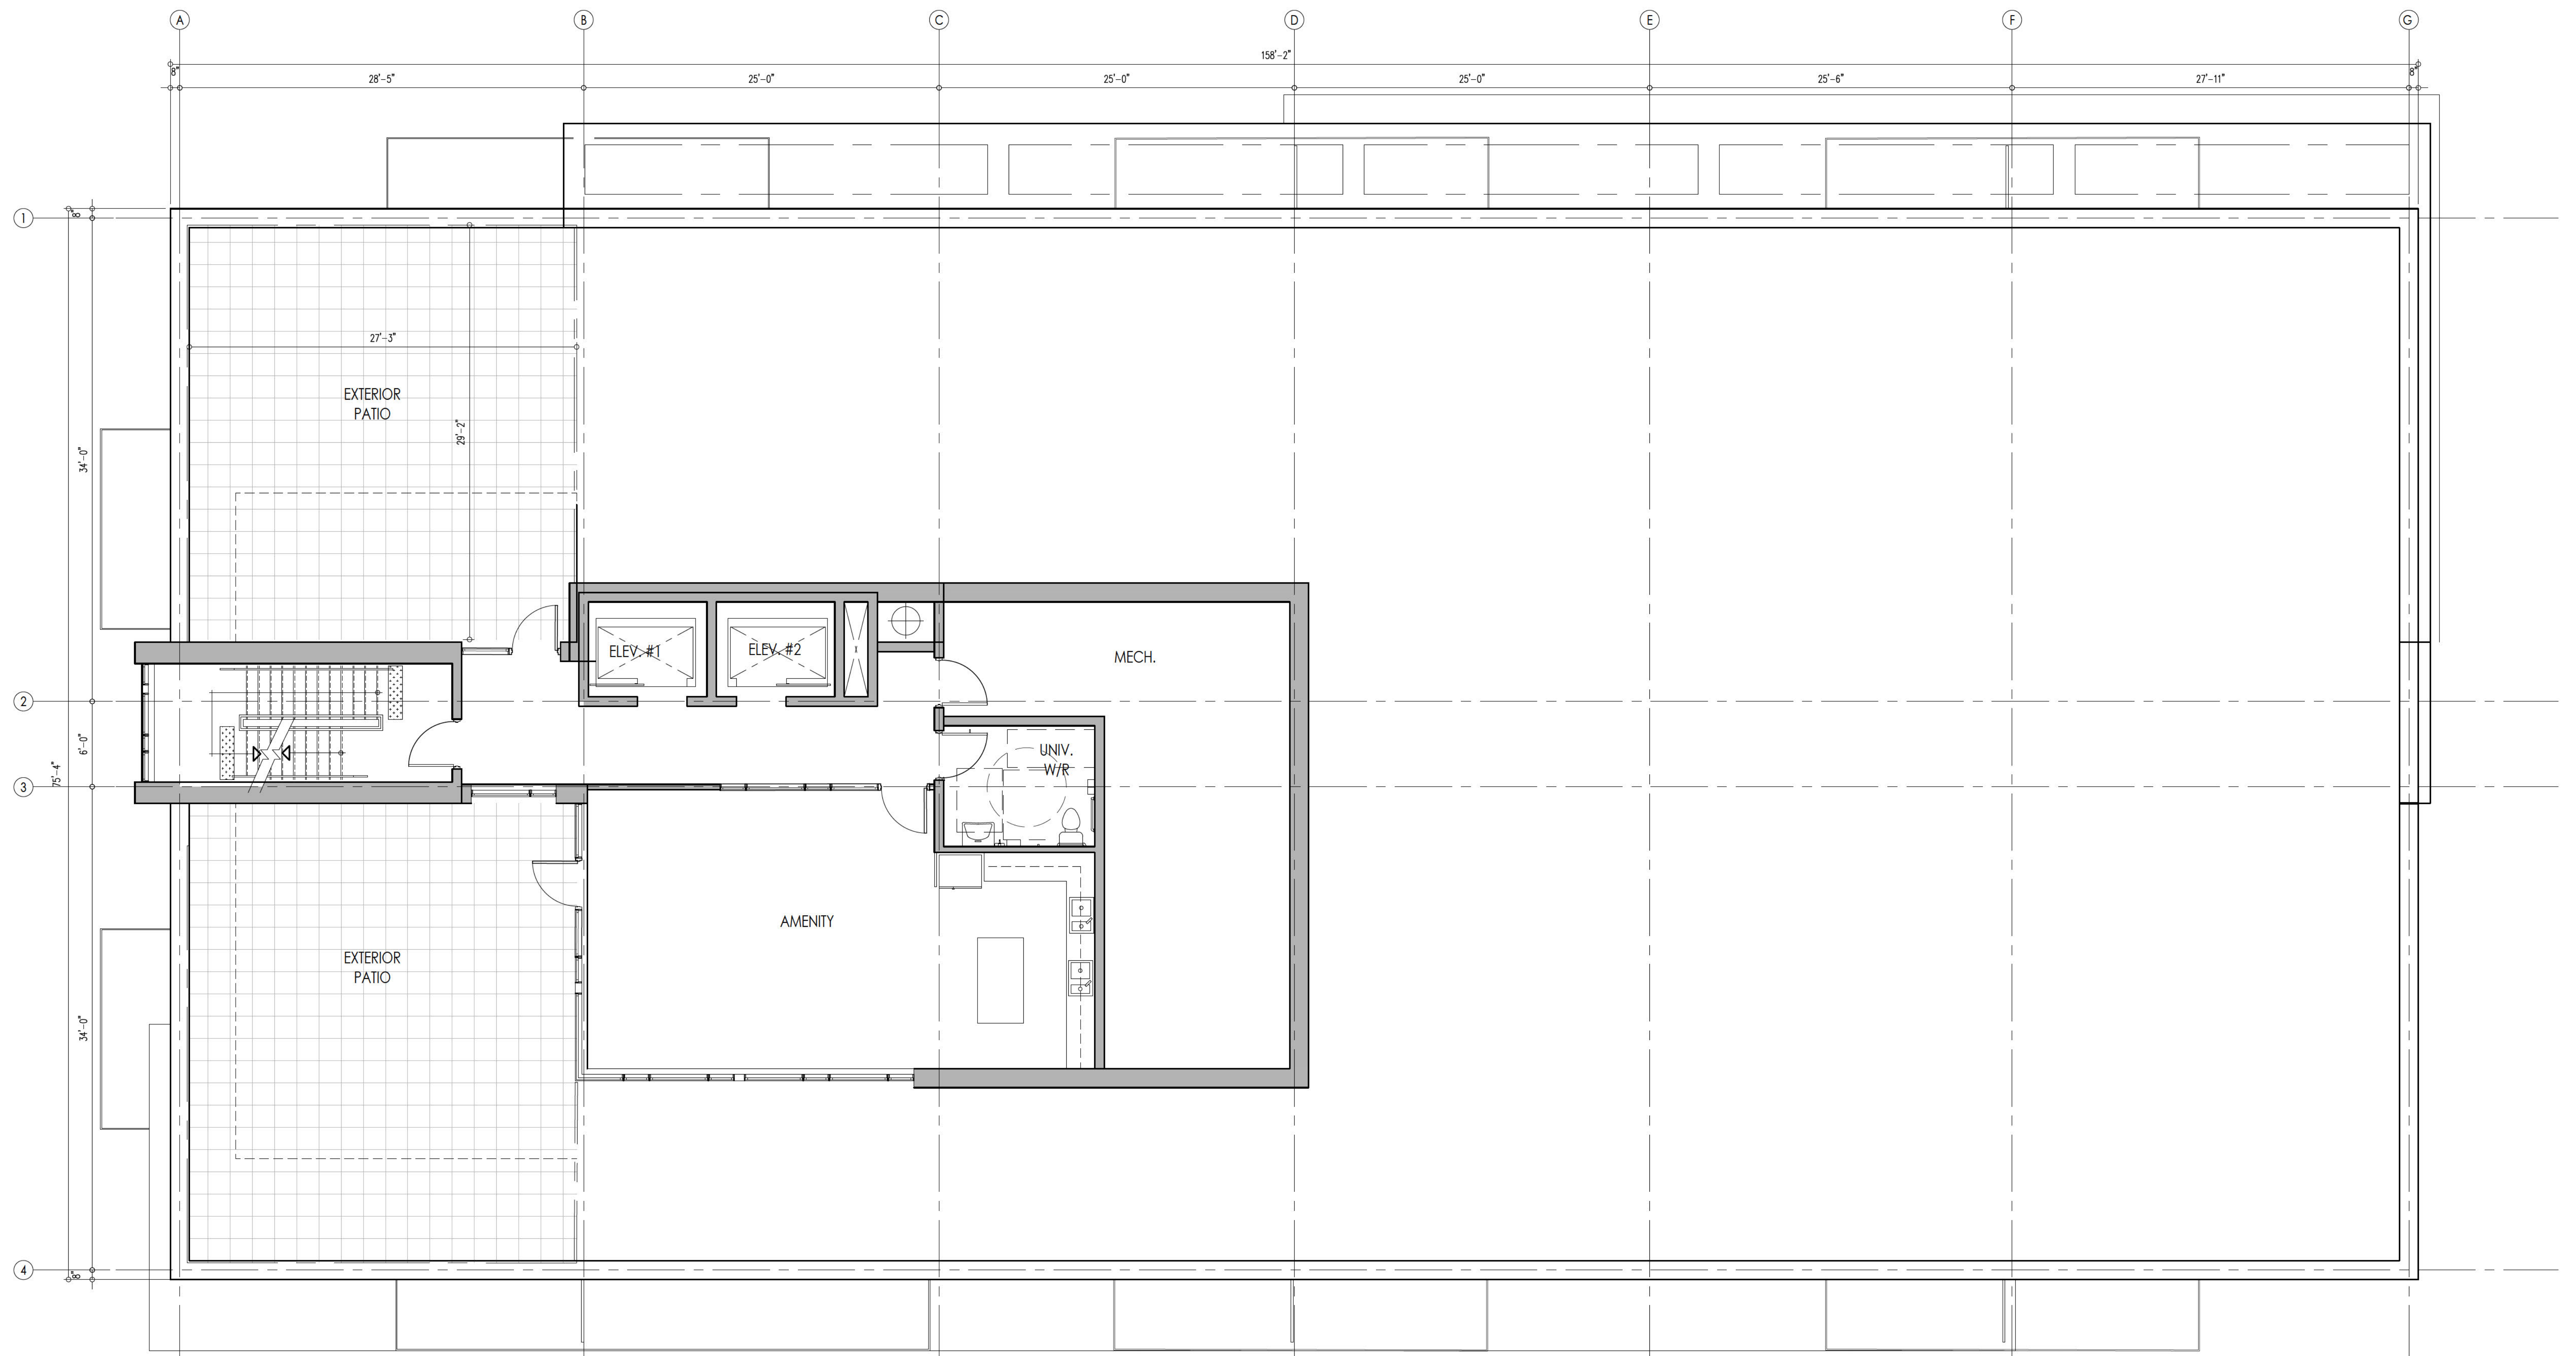 A B C D E F G
158'-2"
8" 28'-5" 25'-0" 25'-0" 25'-0" 25'-6" 27'-11" 8"
1
8"
27'-3"
EXTERIOR
PATIO
29'-2"
34'-0"
ELEV. #1
ELEV. #2
MECH.
2
6'-0"
75'-4"
UNIV.
W/R
3
AMENITY
EXTERIOR
PATIO
34'-0"
4
8"